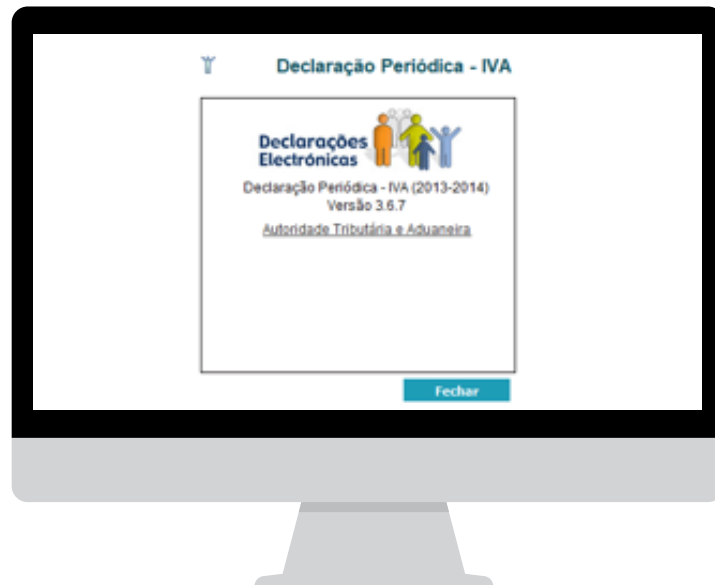 Declaração Periódica - IVA
Declarações
Electrónicas
Declaração Periódica - IVA (2013-2014)
Versão 3.6.7
Autoridade Tributária e Aduaneira
Fechar